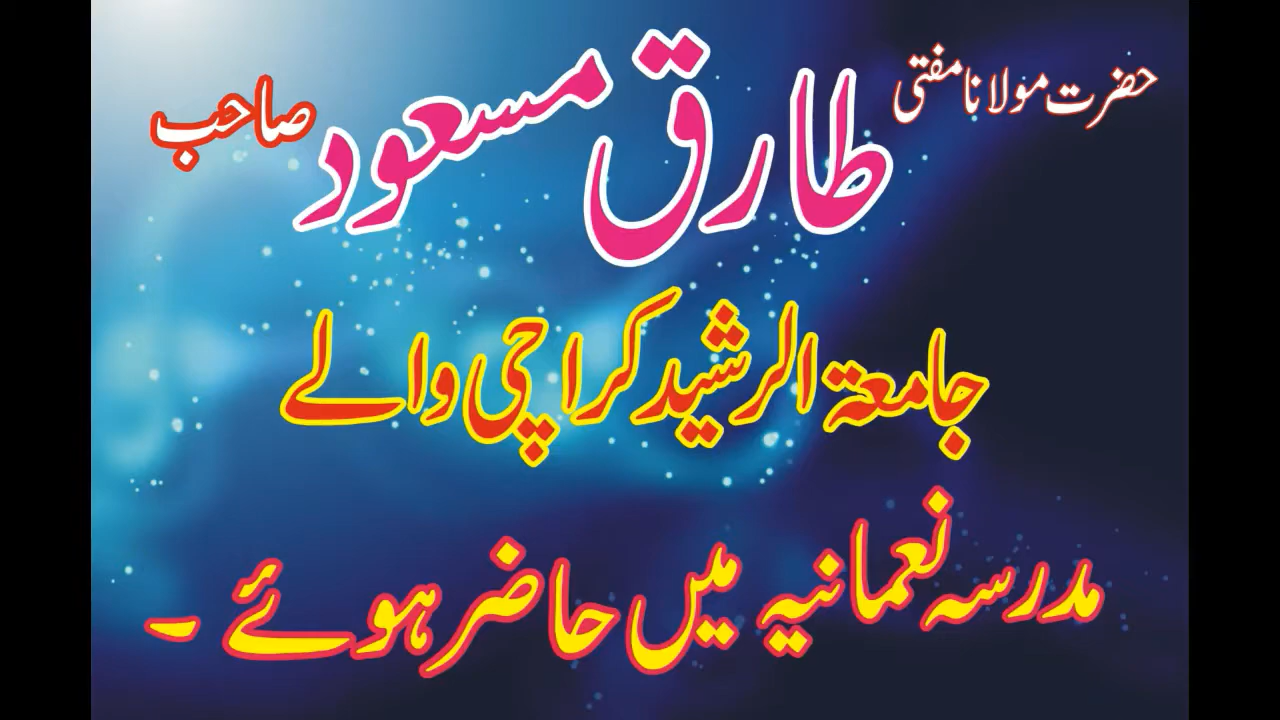 حضرت مولانا مفتی طارق مسعود صاحب
جامعۃ الرشید کراچی والے
مدرسہ نعمانیہ میں حاضر ہوئے ۔